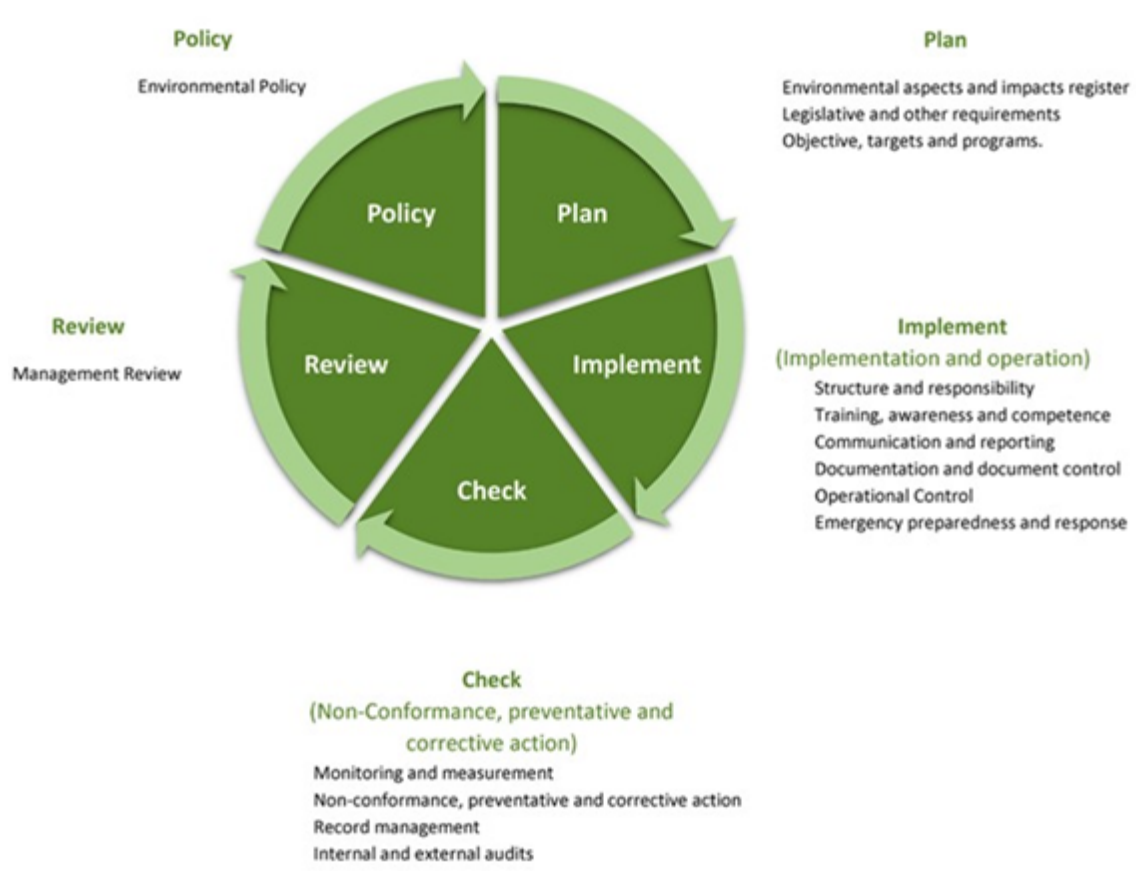 Policy
Environmental Policy
Plan
Environmental aspects and impacts register
Legislative and other requirements
Objective, targets and programs.
Policy
Plan
Review
Implement
Check
Review
Management Review
Implement
(Implementation and operation)
Structure and responsibility
Training, awareness and competence
Communication and reporting
Documentation and document control
Operational Control
Emergency preparedness and response
Check
(Non-Conformance, preventative and
corrective action)
Monitoring and measurement
Non-conformance, preventative and corrective action
Record management
Internal and external audits